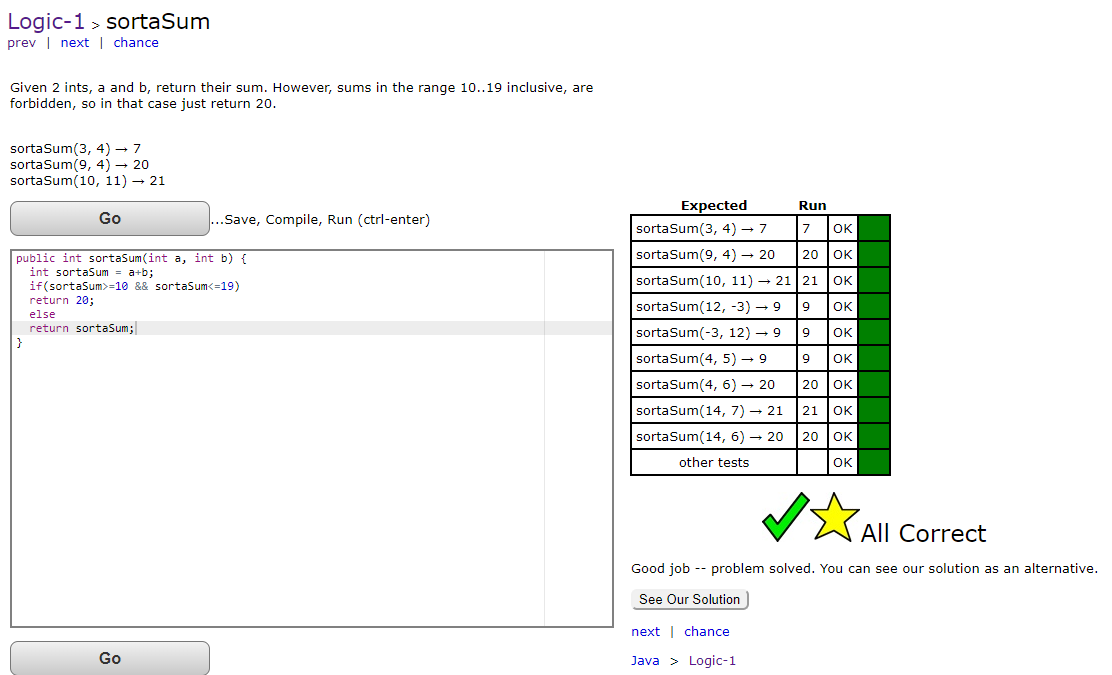 Logic-1 > sortaSum
prev | next | chance
Given 2 ints, a and b, return their sum. However, sums in the range 10..19 inclusive, are
forbidden, so in that case just return 20.
sortaSum(3, 4) → 7
sortaSum(9, 4) → 20
sortaSum(10, 11) → 21
Go ...Save, Compile, Run (ctrl-enter)
public int sortaSum(int a, int b) {
  int sortaSum = a+b;
  if(sortaSum>=10 && sortaSum<=19)
  return 20;
  else
  return sortaSum;
}
Go
Expected Run
sortaSum(3, 4) → 7 7 OK
sortaSum(9, 4) → 20 20 OK
sortaSum(10, 11) → 21 21 OK
sortaSum(12, -3) → 9 9 OK
sortaSum(-3, 12) → 9 9 OK
sortaSum(4, 5) → 9 9 OK
sortaSum(4, 6) → 20 20 OK
sortaSum(14, 7) → 21 21 OK
sortaSum(14, 6) → 20 20 OK
other tests OK
All Correct
Good job -- problem solved. You can see our solution as an alternative.
See Our Solution
next | chance
Java > Logic-1